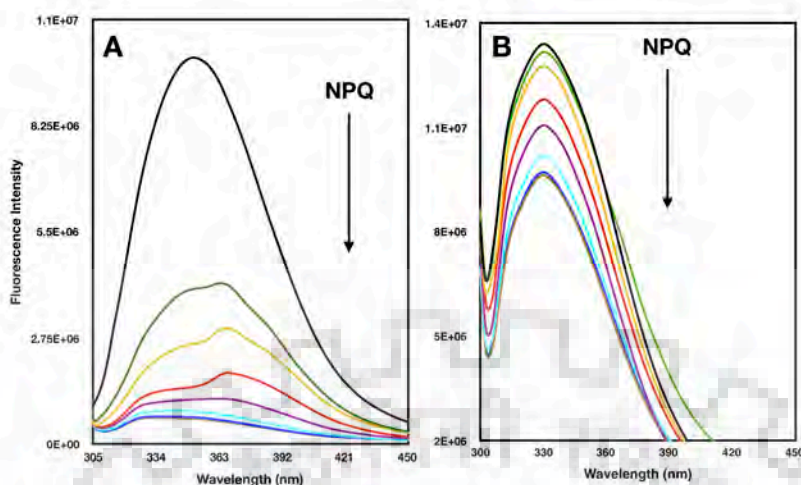 A
NPQ
1.1E+07
8.25E+06
5.5E+06
2.75E+06
0E+00
305 334 363 392 421 450
Wavelength (nm)
Fluorescence Intensity
B
NPQ
1.4E+07
1.1E+07
8E+06
5E+06
2E+06
300 330 360 390 420 450
Wavelength (nm)